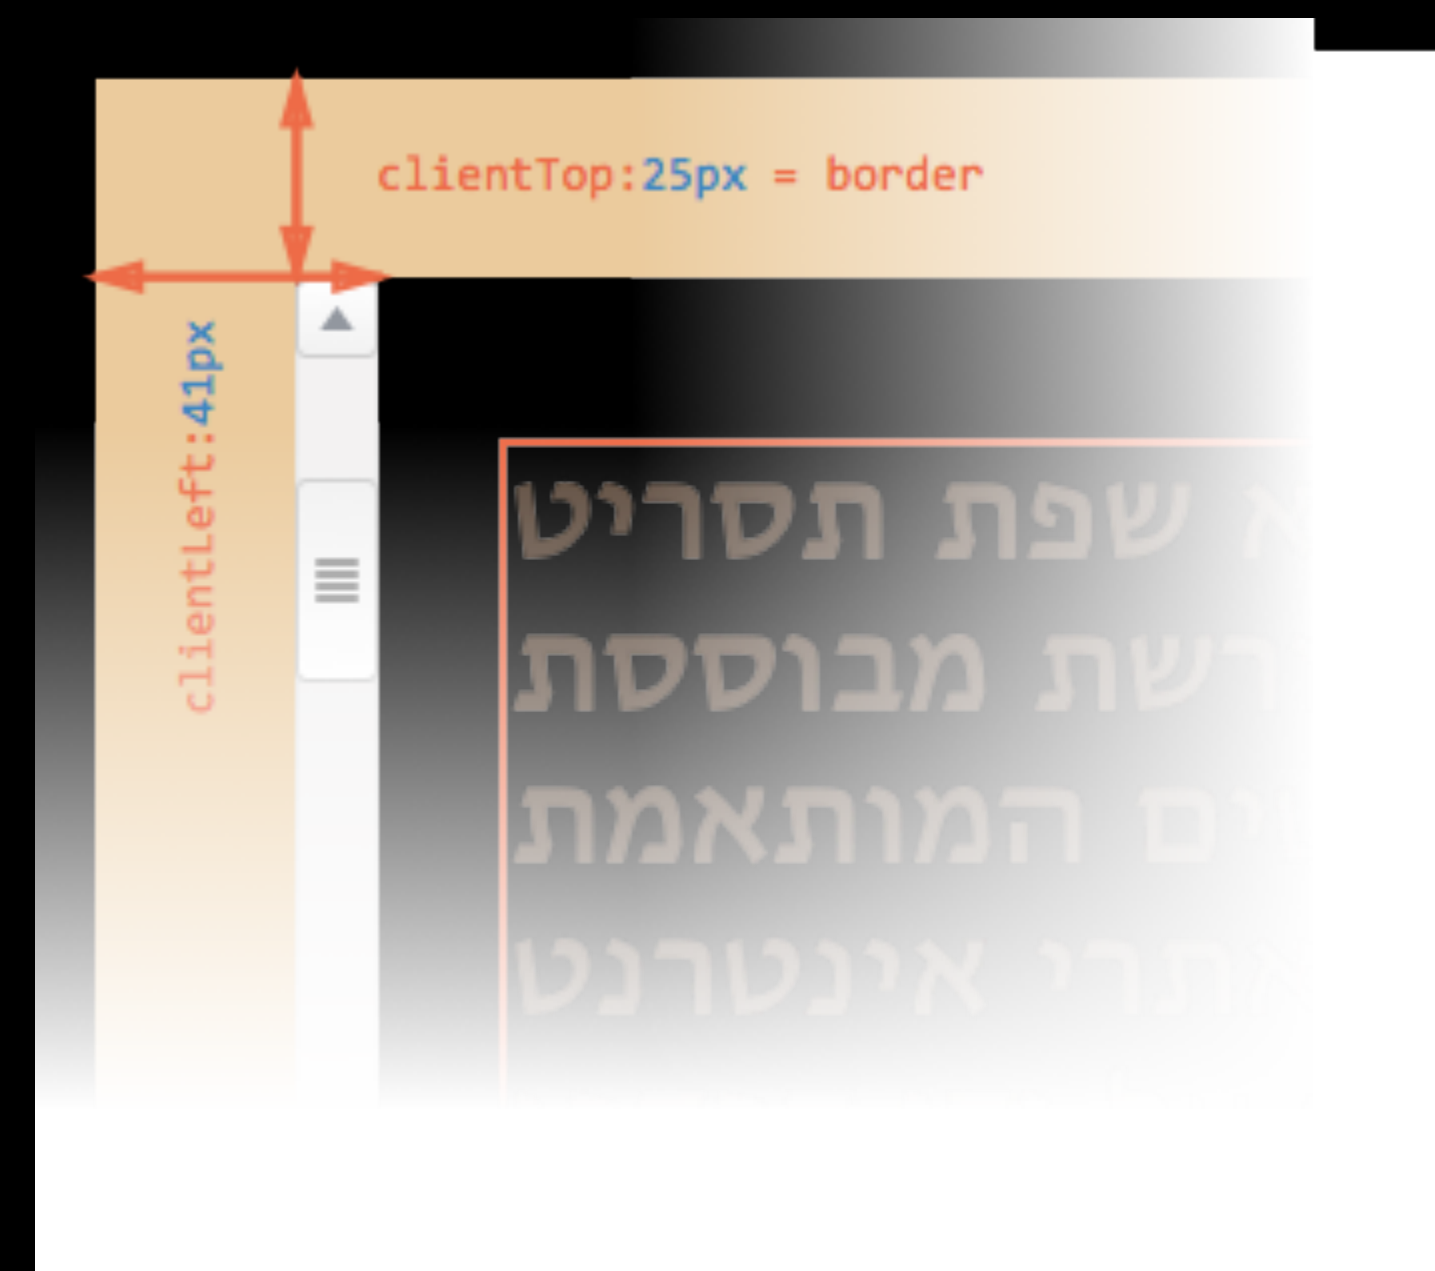 clientTop:25px = border
clientLeft:41px
א שפת תסריט
רשת מבוססת
ים המותאמת
אתרי אינטרנט